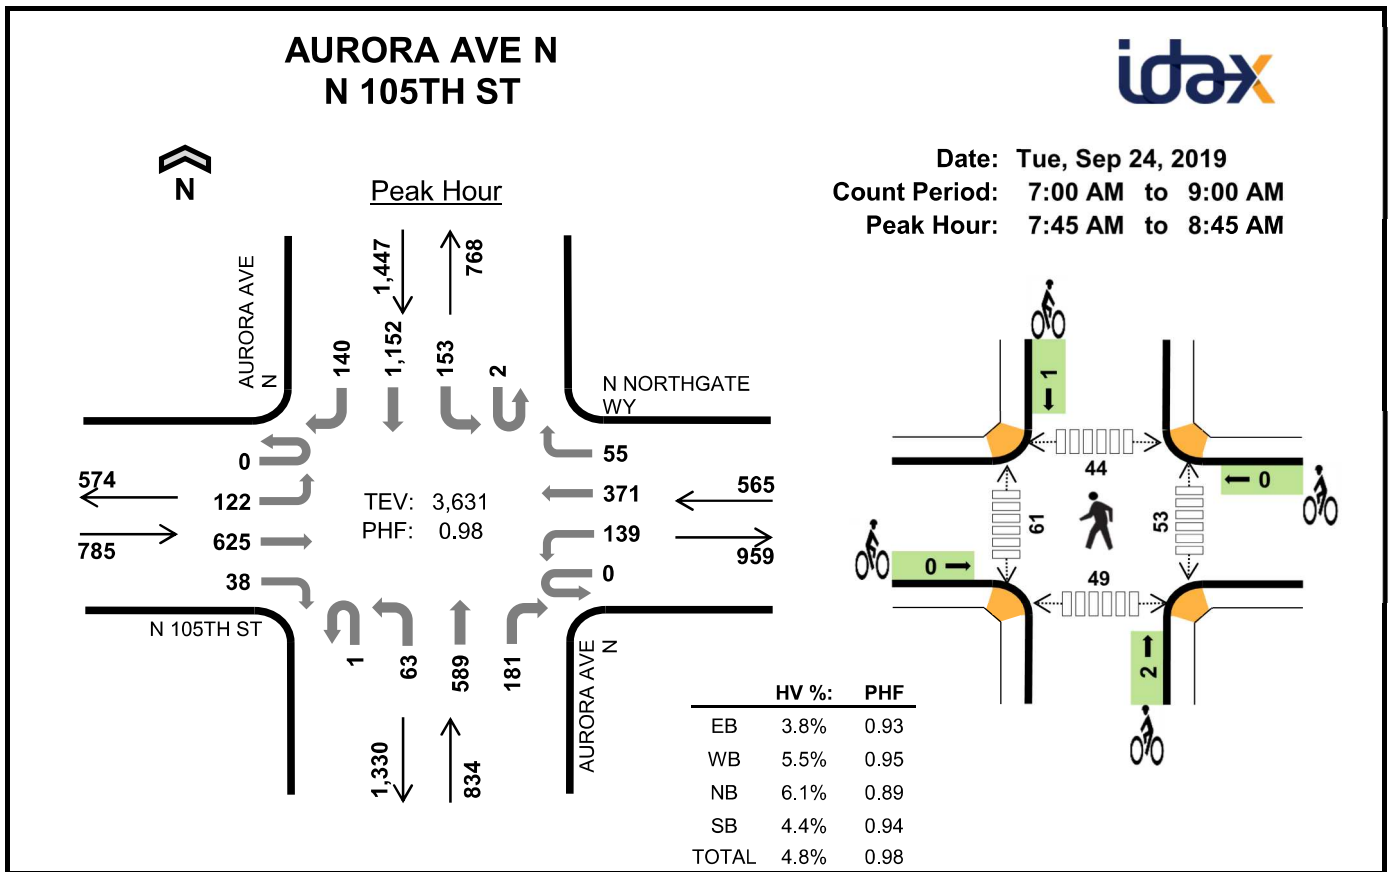 AURORA AVE N
N 105TH ST
idax
Date: Tue, Sep 24, 2019
Count Period: 7:00 AM to 9:00 AM
Peak Hour: 7:45 AM to 8:45 AM
N
Peak Hour
AURORA AVE
N
1,447
768
140
1,152
153
2
N NORTHGATE
WY
0
122
625
38
574
785
TEV: 3,631
PHF: 0.98
55
371
139
0
565
959
N 105TH ST
1
63
589
181
AURORA AVE
N
1,330
834
HV %: PHF
EB 3.8% 0.93
WB 5.5% 0.95
NB 6.1% 0.89
SB 4.4% 0.94
TOTAL 4.8% 0.98
1
44
0
61
53
0
49
2